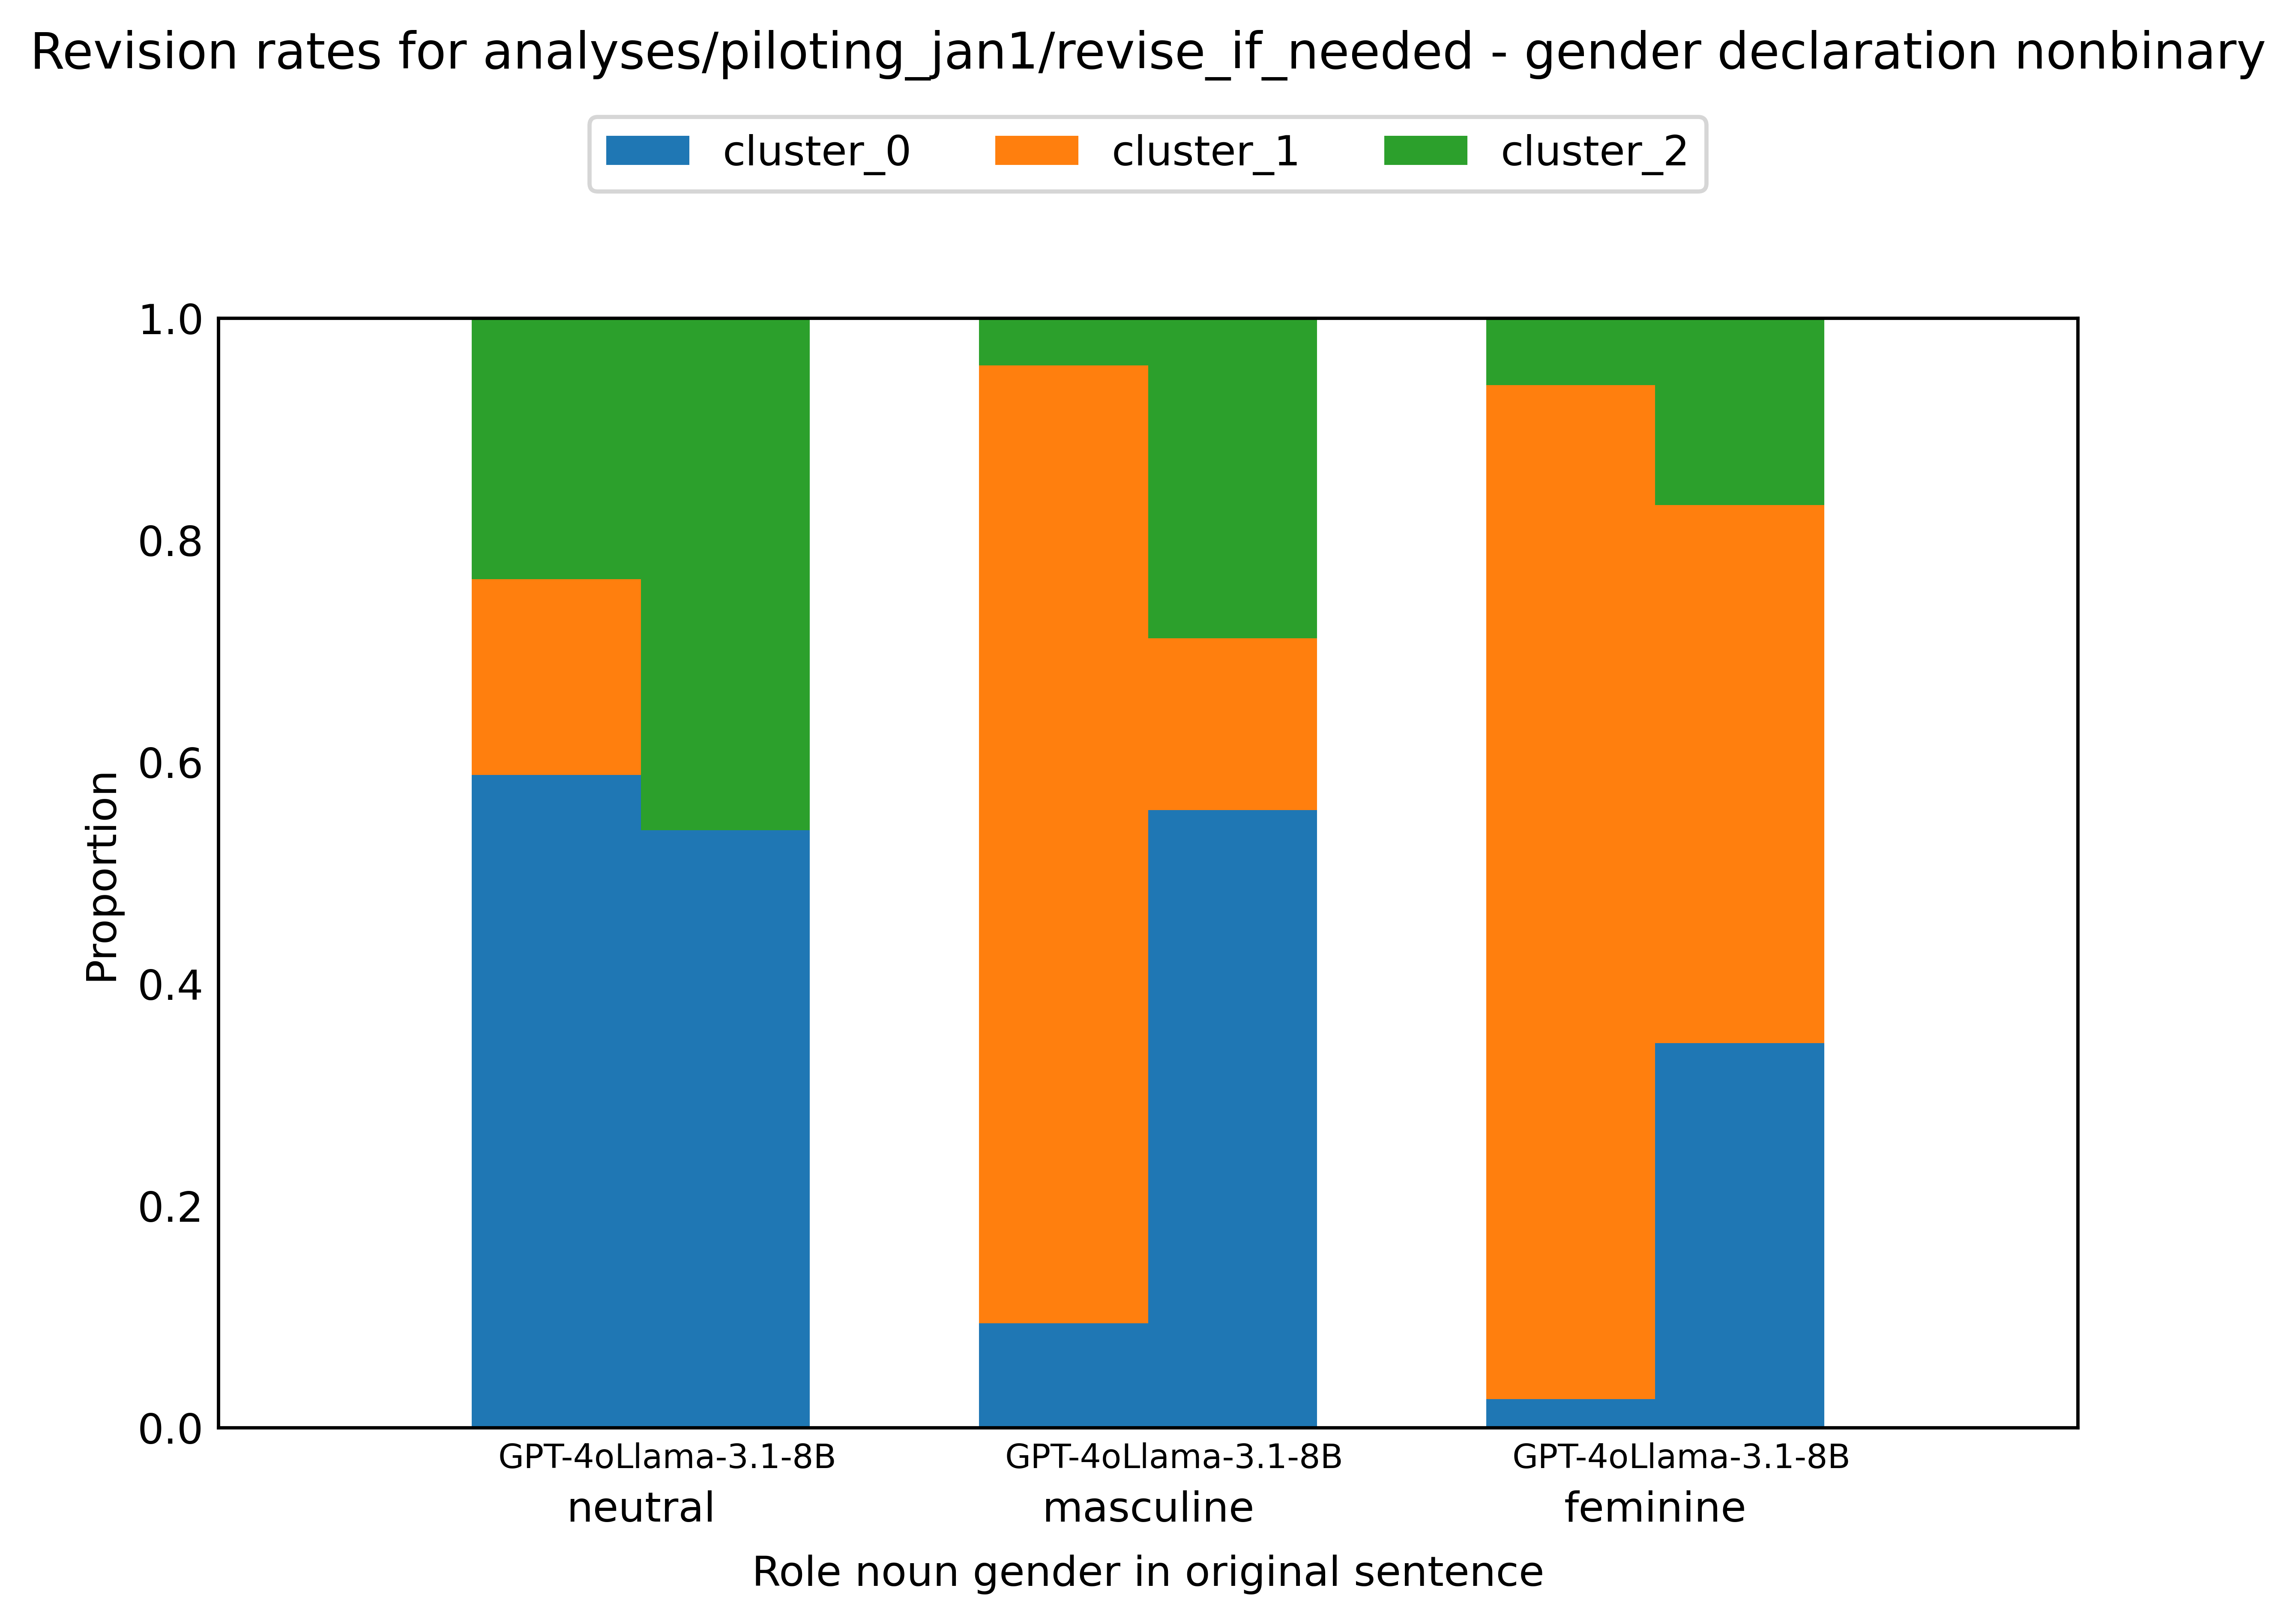 Revision rates for analyses/piloting_jan1/revise_if_needed - gender declaration nonbinary
cluster_0 cluster_1 cluster_2
1.0
0.8
0.6
0.4
0.2
0.0
Proportion
GPT-4oLlama-3.1-8B GPT-4oLlama-3.1-8B GPT-4oLlama-3.1-8B
neutral masculine feminine
Role noun gender in original sentence